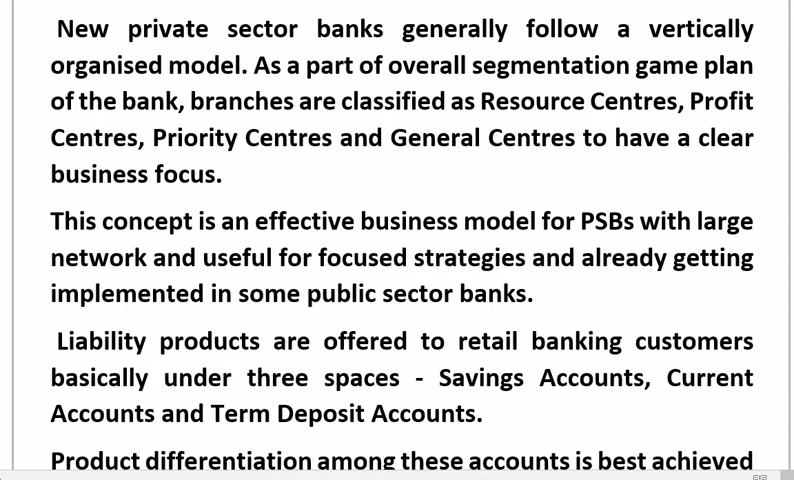 New private sector banks generally follow a vertically
organised model. As a part of overall segmentation game plan
of the bank, branches are classified as Resource Centres, Profit
Centres, Priority Centres and General Centres to have a clear
business focus.
This concept is an effective business model for PSBs with large
network and useful for focused strategies and already getting
implemented in some public sector banks.
Liability products are offered to retail banking customers
basically under three spaces - Savings Accounts, Current
Accounts and Term Deposit Accounts.
Product differentiation among these accounts is best achieved